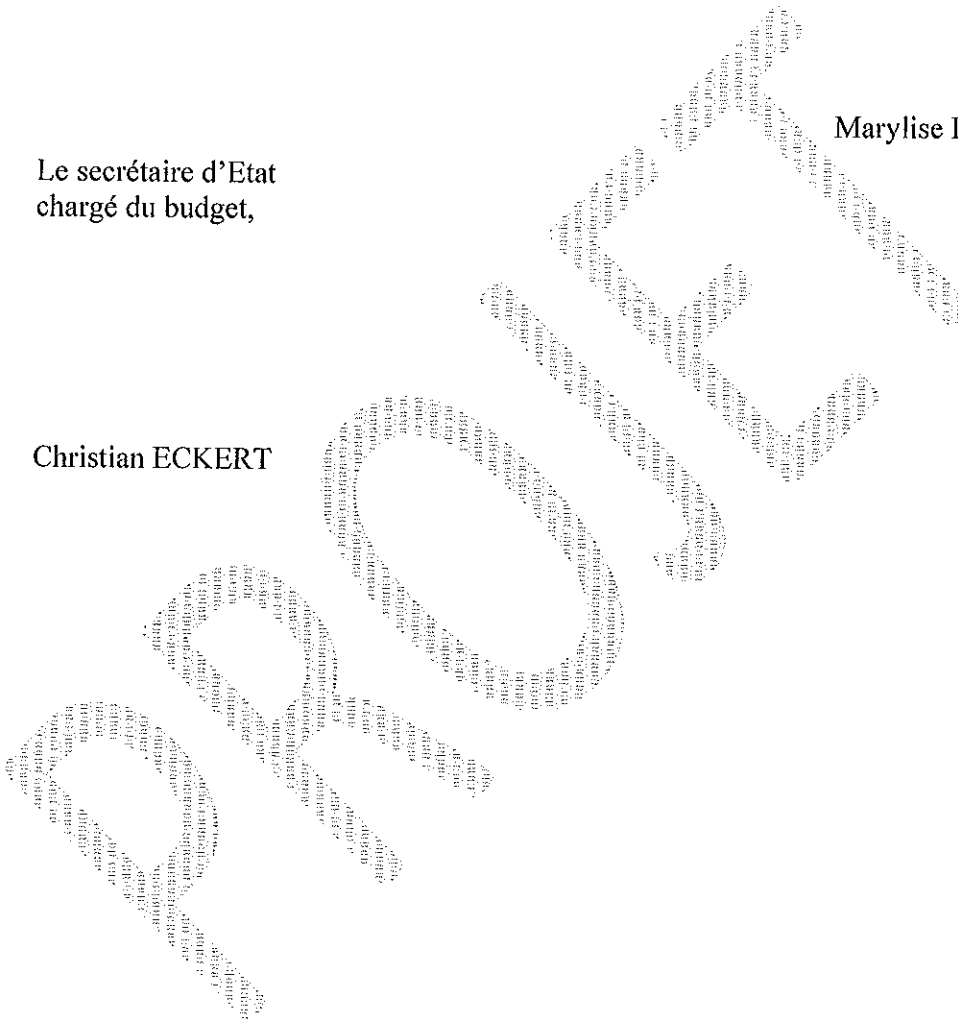 Marylise
Le secrétaire d'Etat
chargé du budget,
Christian ECKERT
PROJET